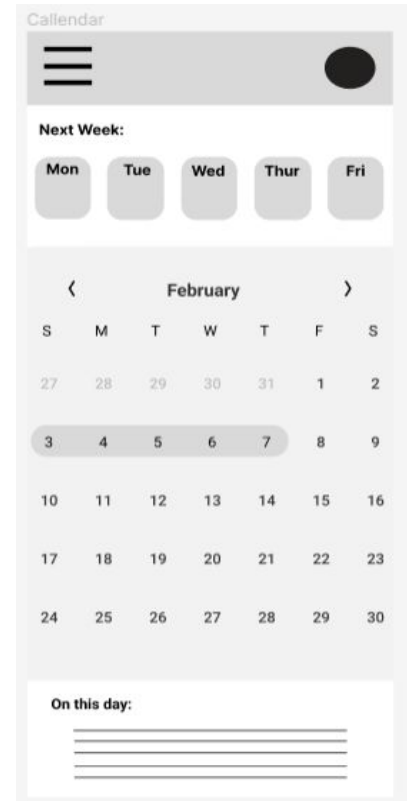 Callendar
Next Week:
Mon Tue Wed Thur Fri
‹ February ›
S M T W T F S
27 28 29 30 31 1 2
3 4 5 6 7 8 9
10 11 12 13 14 15 16
17 18 19 20 21 22 23
24 25 26 27 28 29 30
On this day: